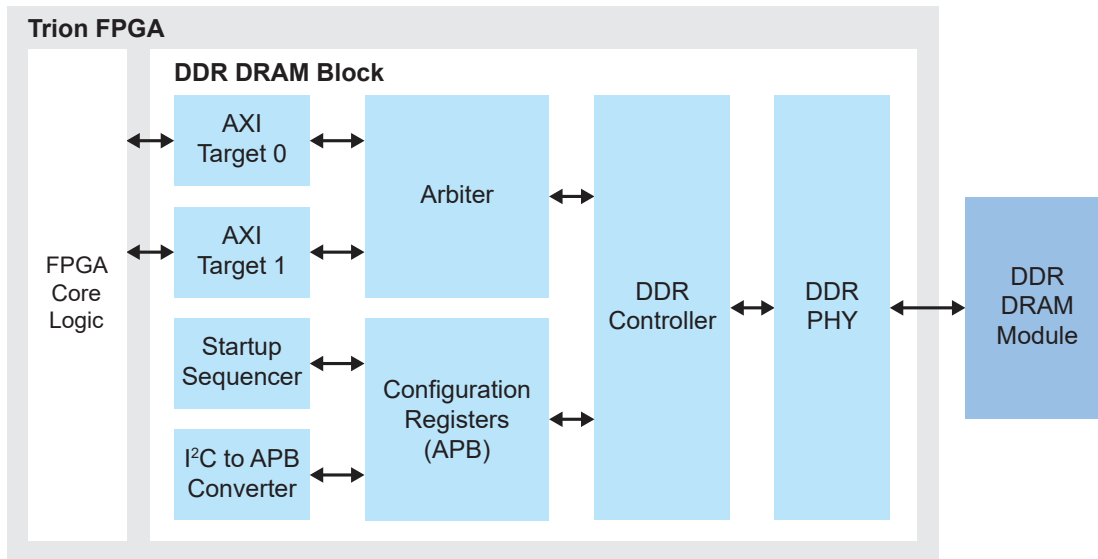 Trion FPGA
DDR DRAM Block
AXI
Target 0
AXI
Target 1
Arbiter
FPGA
Core
Logic
Startup
Sequencer
I²C to APB
Converter
Configuration
Registers
(APB)
DDR
Controller
DDR
PHY
DDR
DRAM
Module